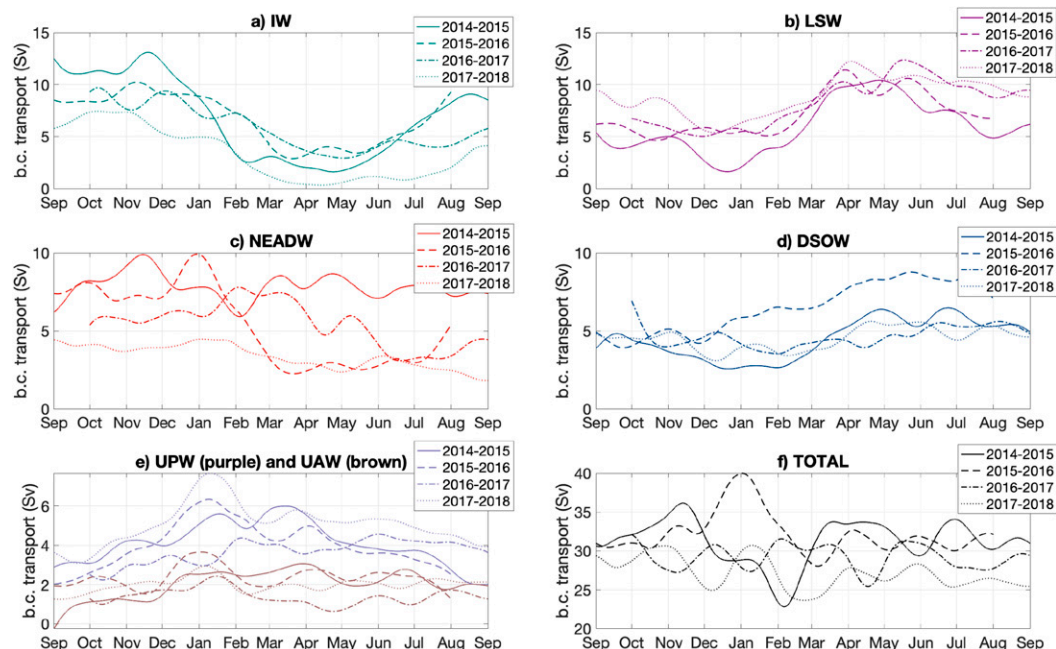 a) IW
b.c. transport (Sv)
15
10
5
0
Sep Oct Nov Dec Jan Feb Mar Apr May Jun Jul Aug Sep
2014-2015
2015-2016
2016-2017
2017-2018
b) LSW
b.c. transport (Sv)
15
10
5
0
Sep Oct Nov Dec Jan Feb Mar Apr May Jun Jul Aug Sep
2014-2015
2015-2016
2016-2017
2017-2018
c) NEADW
b.c. transport (Sv)
10
5
0
Sep Oct Nov Dec Jan Feb Mar Apr May Jun Jul Aug Sep
2014-2015
2015-2016
2016-2017
2017-2018
d) DSOW
b.c. transport (Sv)
10
5
0
Sep Oct Nov Dec Jan Feb Mar Apr May Jun Jul Aug Sep
2014-2015
2015-2016
2016-2017
2017-2018
e) UPW (purple) and UAW (brown)
b.c. transport (Sv)
6
4
2
0
Sep Oct Nov Dec Jan Feb Mar Apr May Jun Jul Aug Sep
2014-2015
2015-2016
2016-2017
2017-2018
f) TOTAL
b.c. transport (Sv)
40
35
30
25
20
Sep Oct Nov Dec Jan Feb Mar Apr May Jun Jul Aug Sep
2014-2015
2015-2016
2016-2017
2017-2018